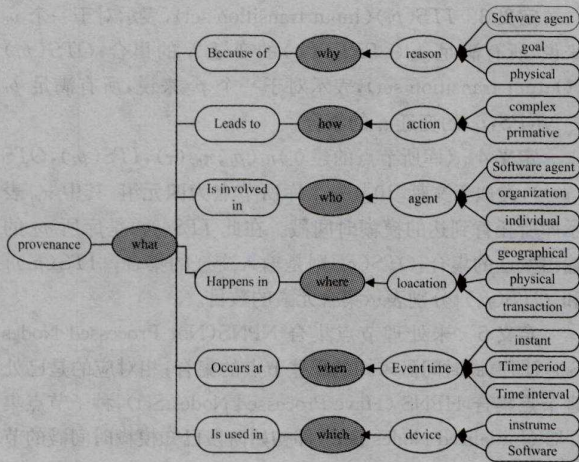 Software agent
Because of why reason goal
physical
complex
Leads to how action
primative
Software agent
Is involved in who agent organization
individual
provenance what
geographical
Happens in where loacation physical
transaction
instant
Occurs at when Event time Time period
Time interval
instrume
Is used in which device
Software